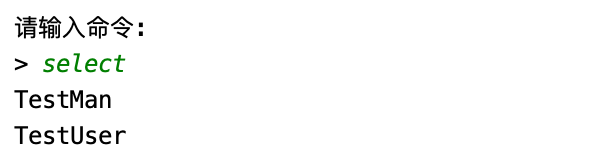 请输入命令:
> select
TestMan
TestUser